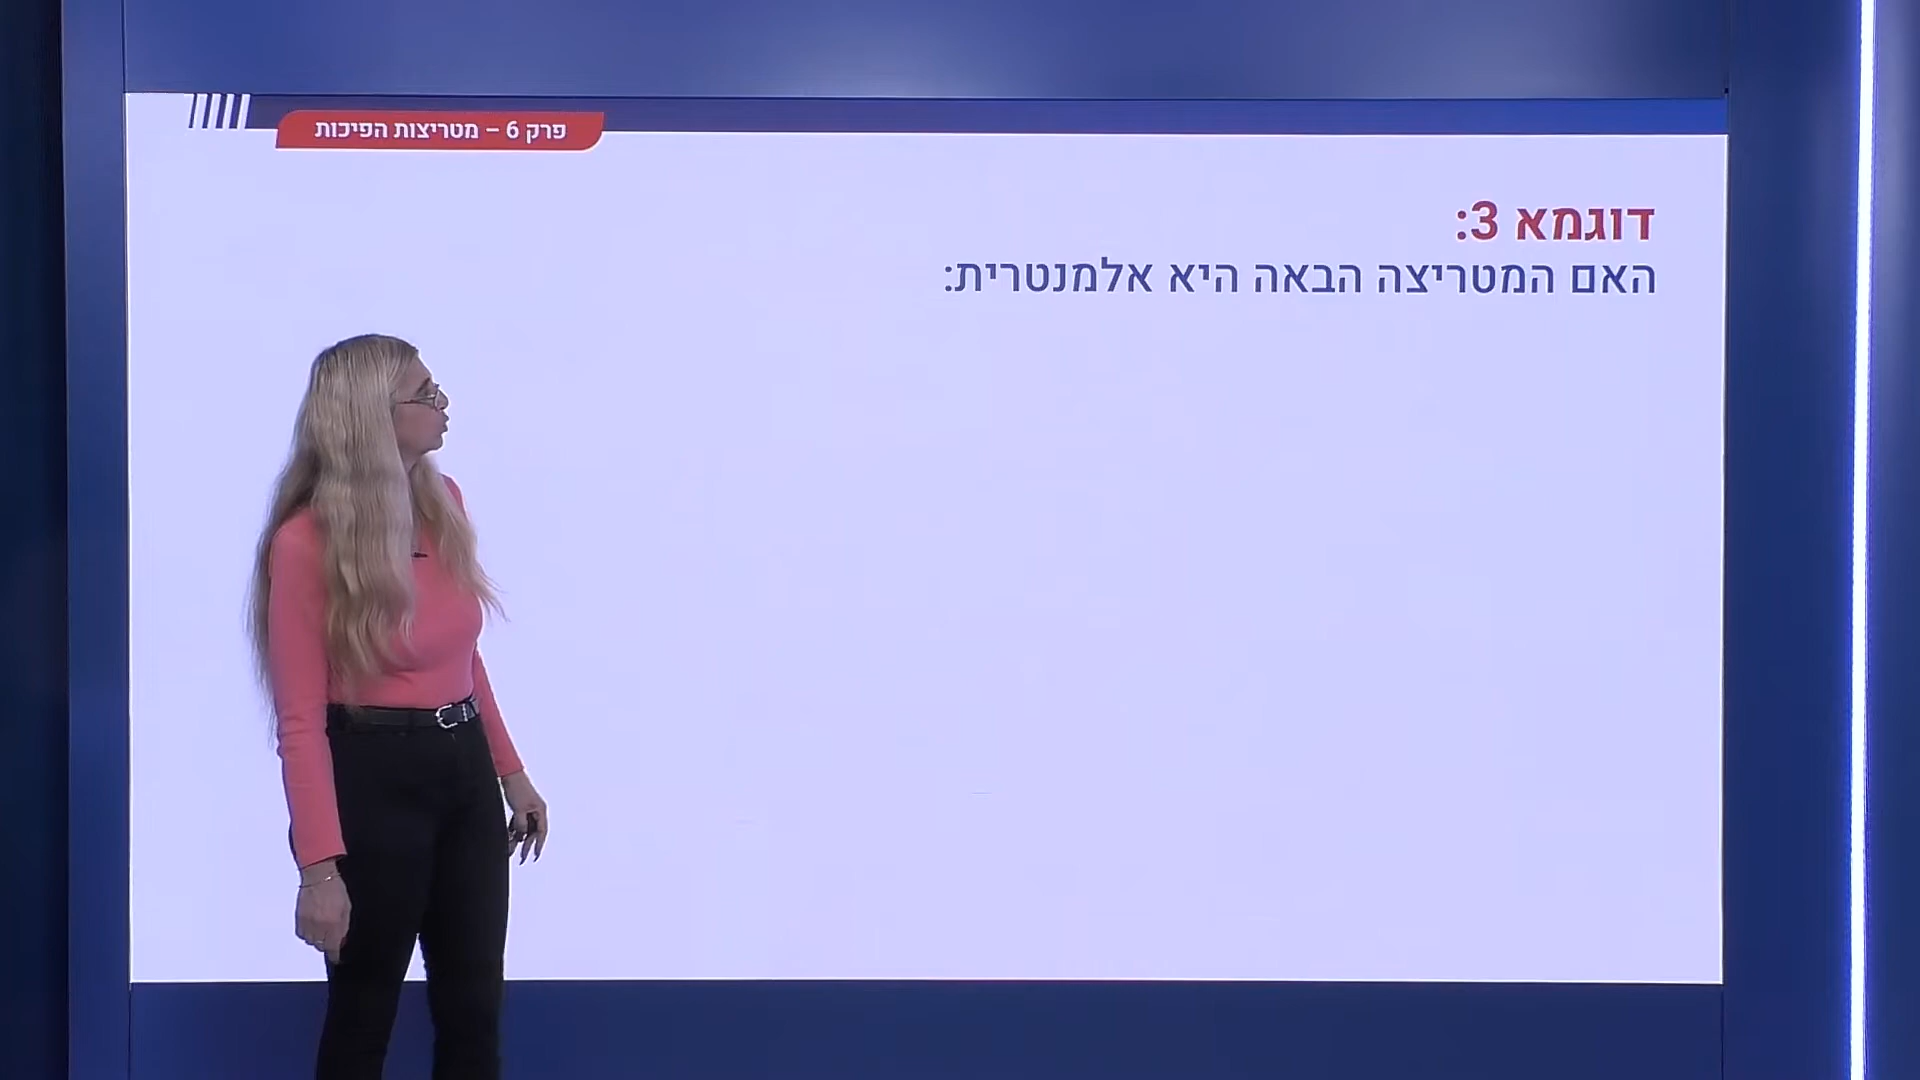 פרק 6 – מטריצות הפיכות
דוגמא 3:
האם המטריצה הבאה היא אלמנטרית: